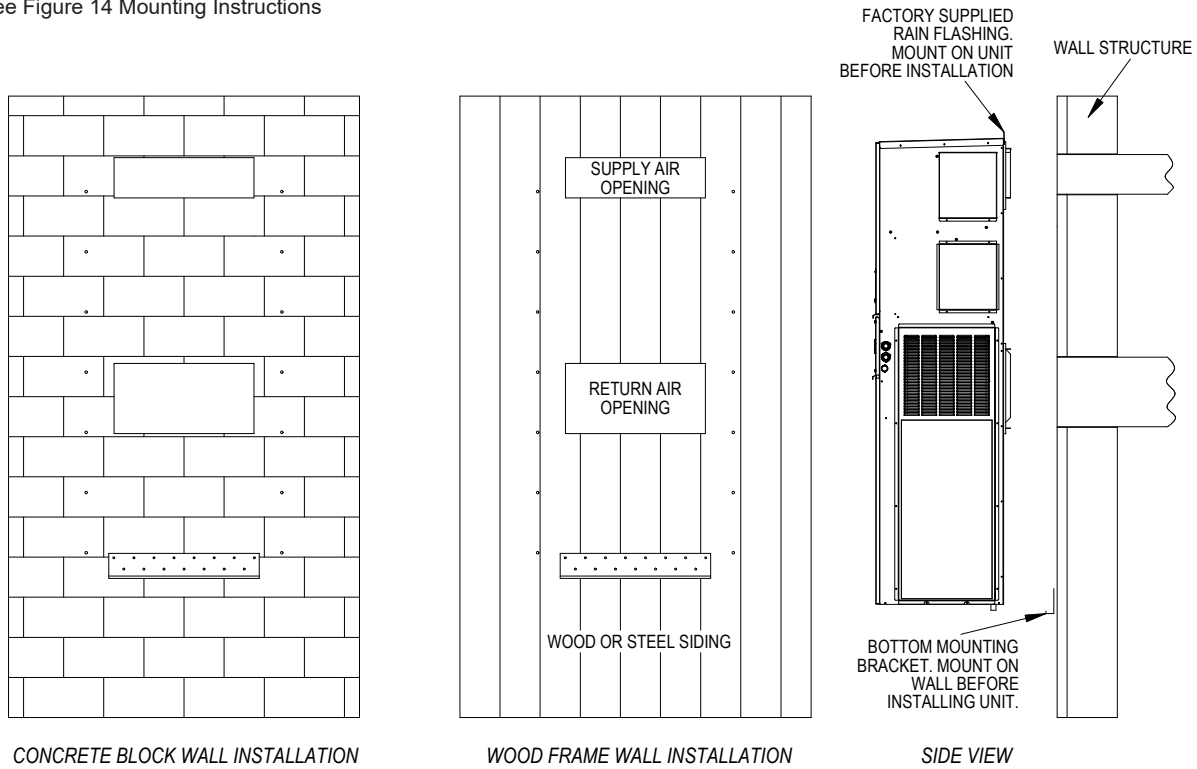 ee Figure 14 Mounting Instructions
FACTORY SUPPLIED
RAIN FLASHING.
MOUNT ON UNIT
BEFORE INSTALLATION
WALL STRUCTURE
SUPPLY AIR
OPENING
RETURN AIR
OPENING
WOOD OR STEEL SIDING
BOTTOM MOUNTING
BRACKET. MOUNT ON
WALL BEFORE
INSTALLING UNIT.
CONCRETE BLOCK WALL INSTALLATION
WOOD FRAME WALL INSTALLATION
SIDE VIEW